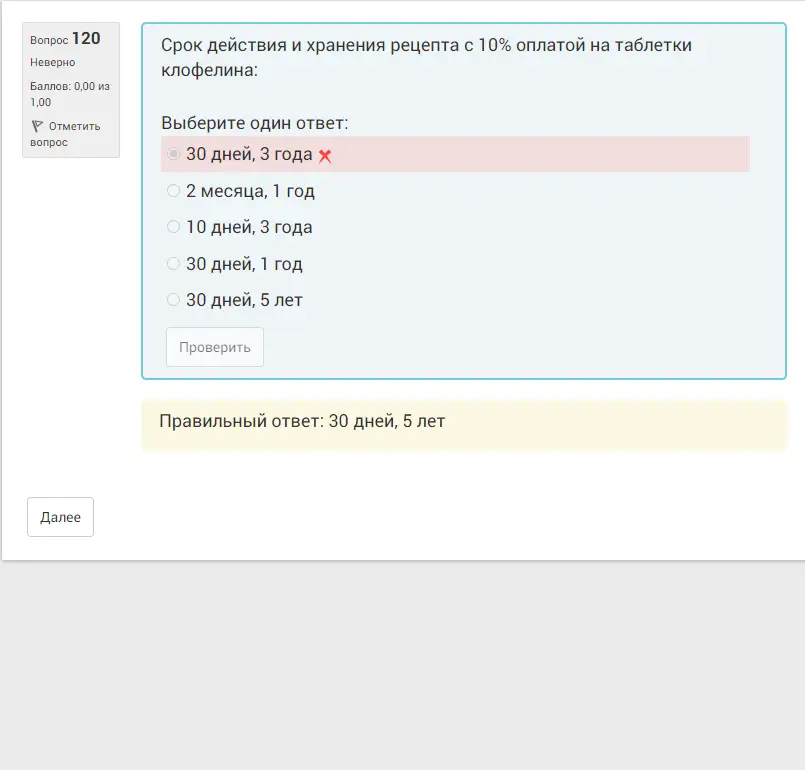 Вопрос 120
Неверно
Баллов: 0,00 из
1,00
Отметить
вопрос
Срок действия и хранения рецепта с 10% оплатой на таблетки
клофелина:
Выберите один ответ:
30 дней, 3 года
2 месяца, 1 год
10 дней, 3 года
30 дней, 1 год
30 дней, 5 лет
Проверить
Правильный ответ: 30 дней, 5 лет
Далее